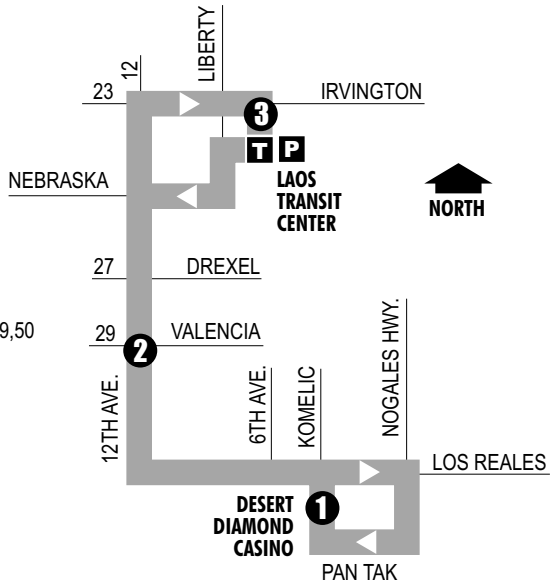 12
LIBERTY
23
IRVINGTON
3
T P
LAOS
TRANSIT
CENTER
NEBRASKA
NORTH
27
DREXEL
9,50
29
VALENCIA
2
12TH AVE.
6TH AVE.
KOMELIC
NOGALES HWY.
LOS REALES
DESERT
DIAMOND
CASINO
1
PAN TAK